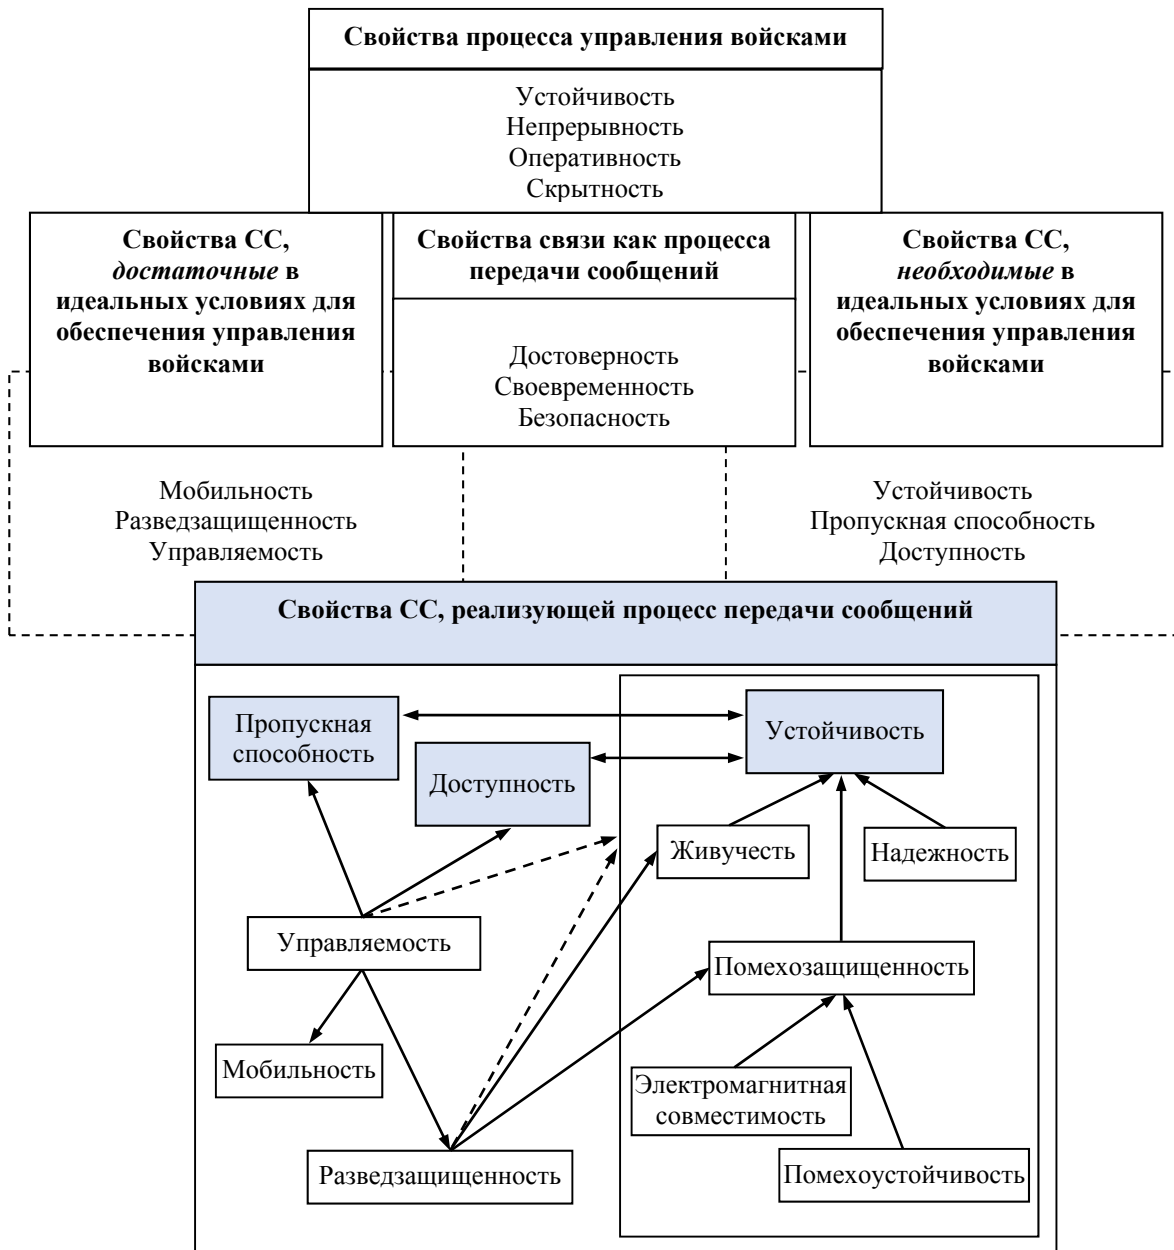 Свойства процесса управления войсками
Устойчивость
Непрерывность
Оперативность
Скрытность
Свойства СС,
достаточные в
идеальных условиях для
обеспечения управления
войсками
Свойства связи как процесса
передачи сообщений
Достоверность
Своевременность
Безопасность
Свойства СС,
необходимые в
идеальных условиях для
обеспечения управления
войсками
Мобильность
Разведзащищенность
Управляемость
Устойчивость
Пропускная способность
Доступность
Свойства СС, реализующей процесс передачи сообщений
Пропускная
способность
Доступность
Устойчивость
Живучесть
Надежность
Управляемость
Помехозащищенность
Мобильность
Электромагнитная
совместимость
Разведзащищенность
Помехоустойчивость